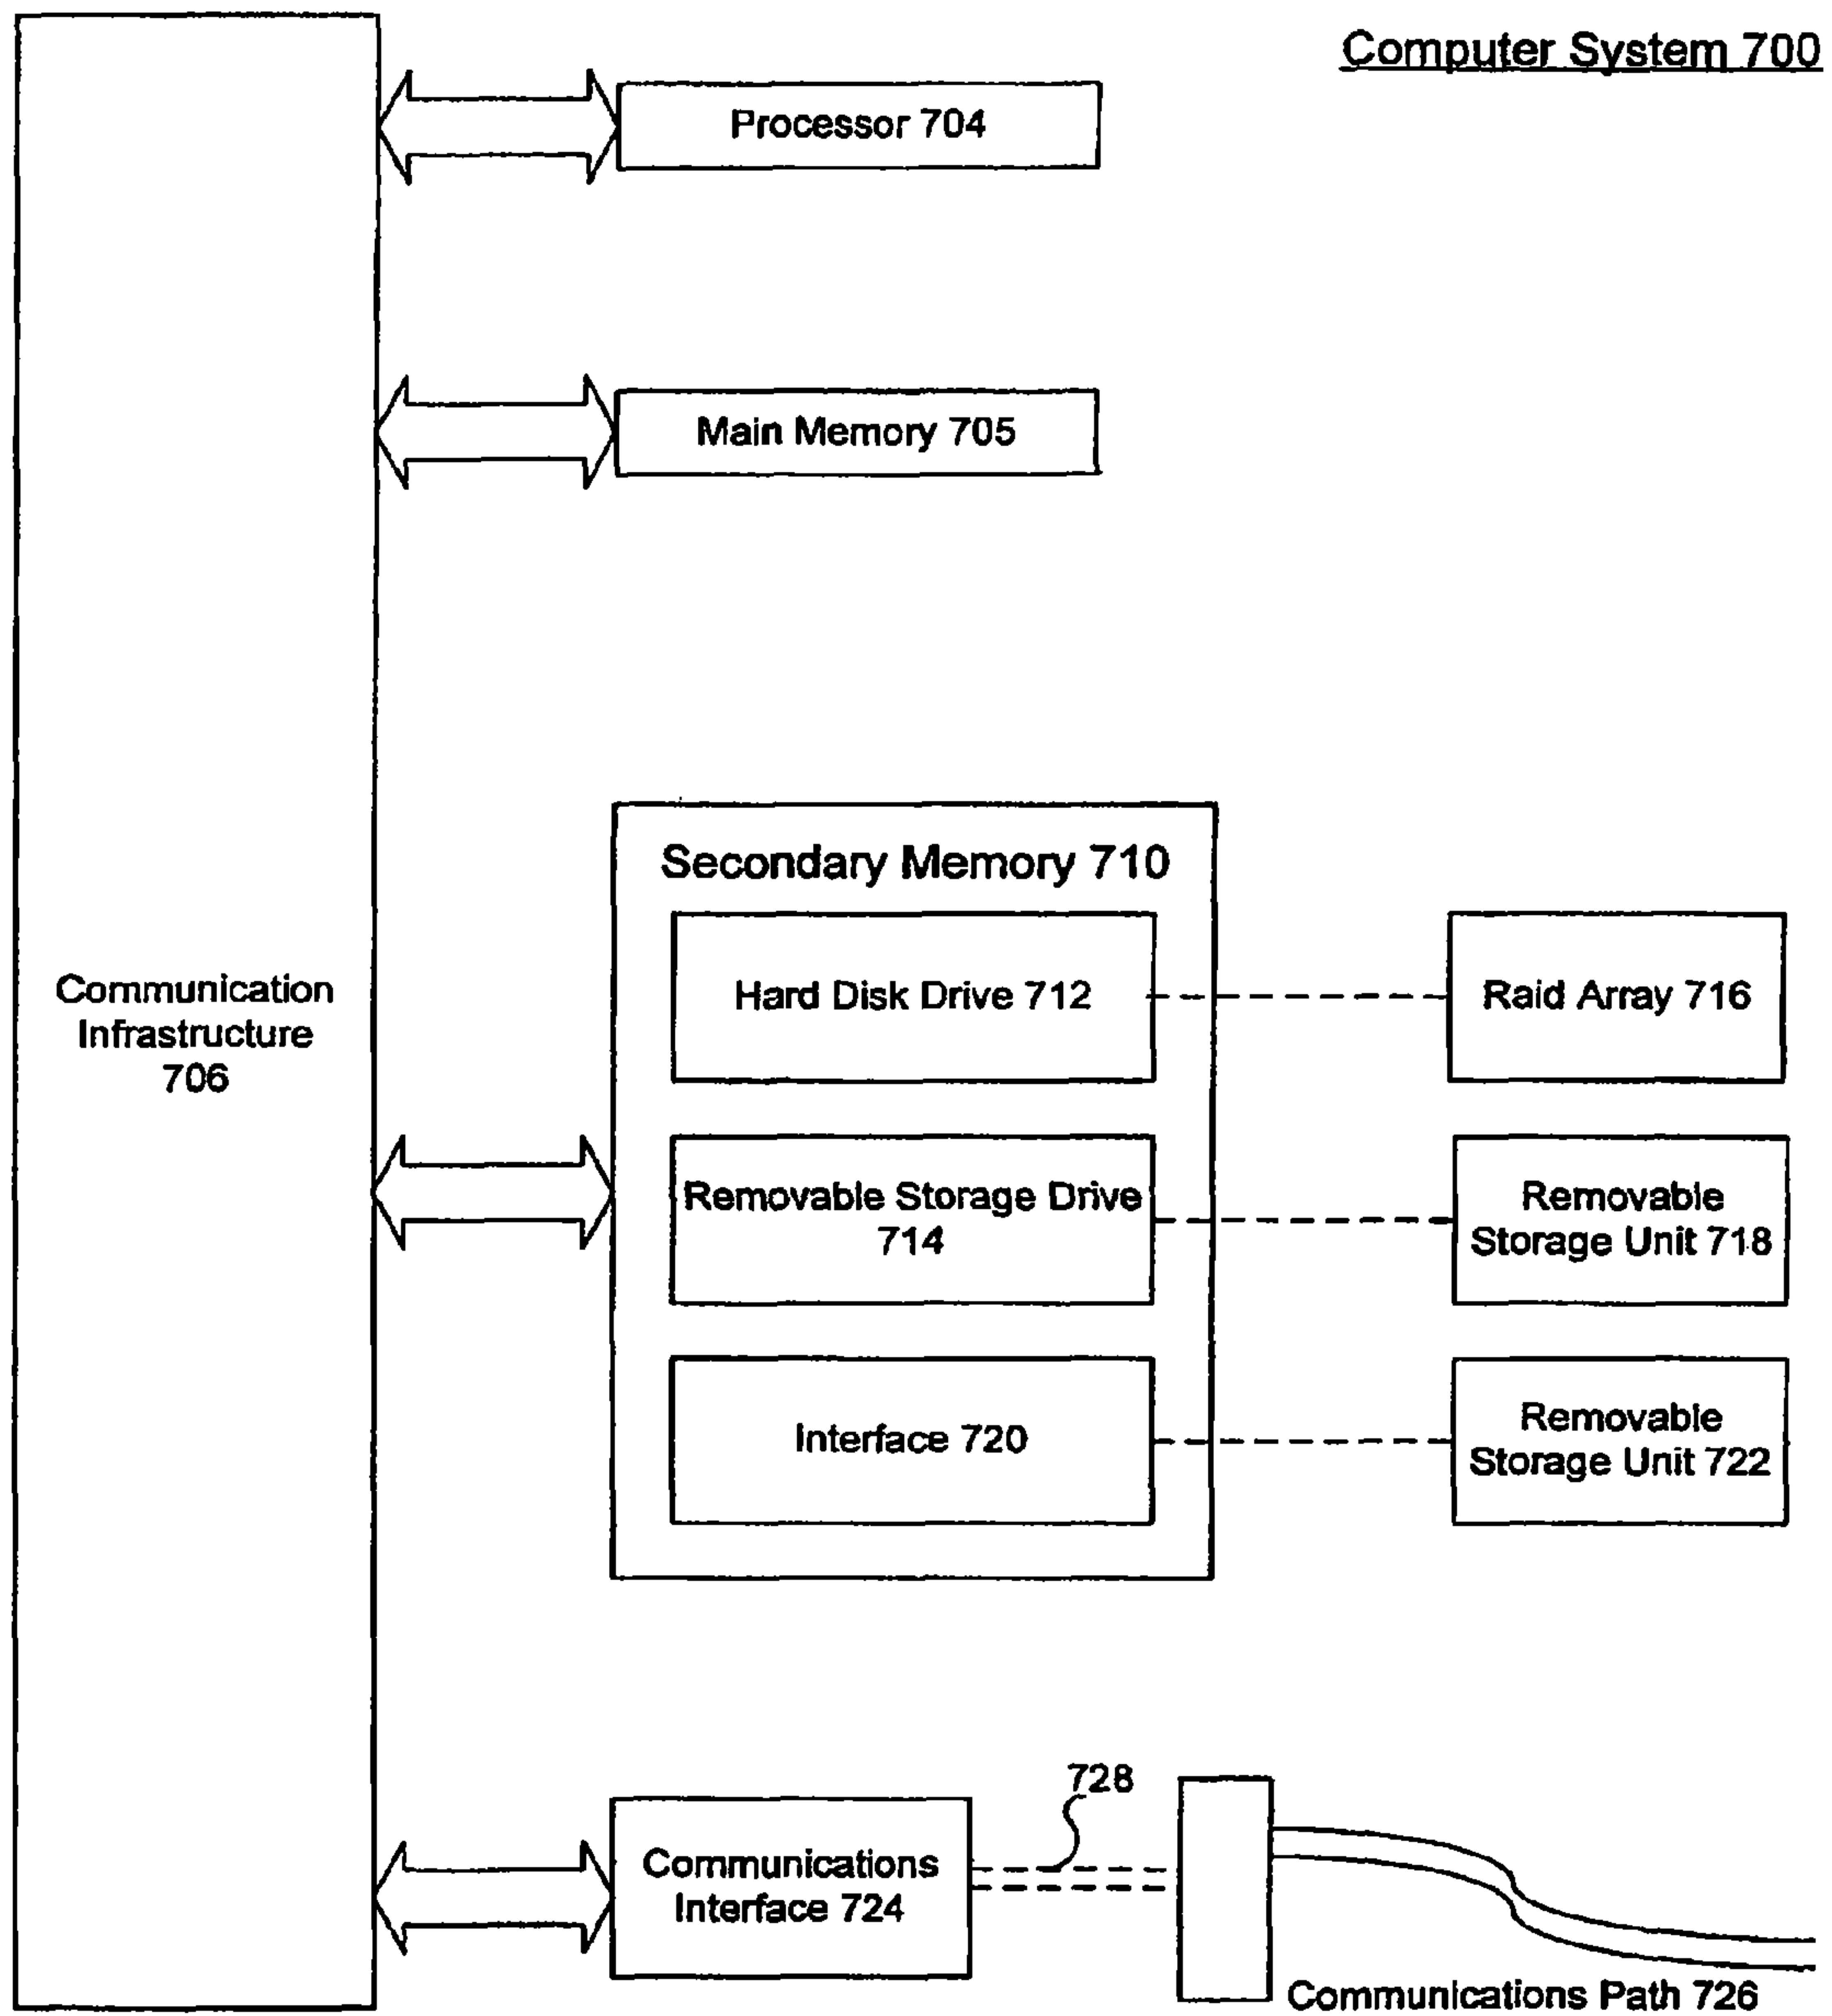 Computer System 700
Processor 704
Main Memory 705
Communication
Infrastructure
706
Secondary Memory 710
Hard Disk Drive 712
Raid Array 716
Removable Storage Drive
714
Removable
Storage Unit 718
Interface 720
Removable
Storage Unit 722
728
Communications
Interface 724
Communications Path 726